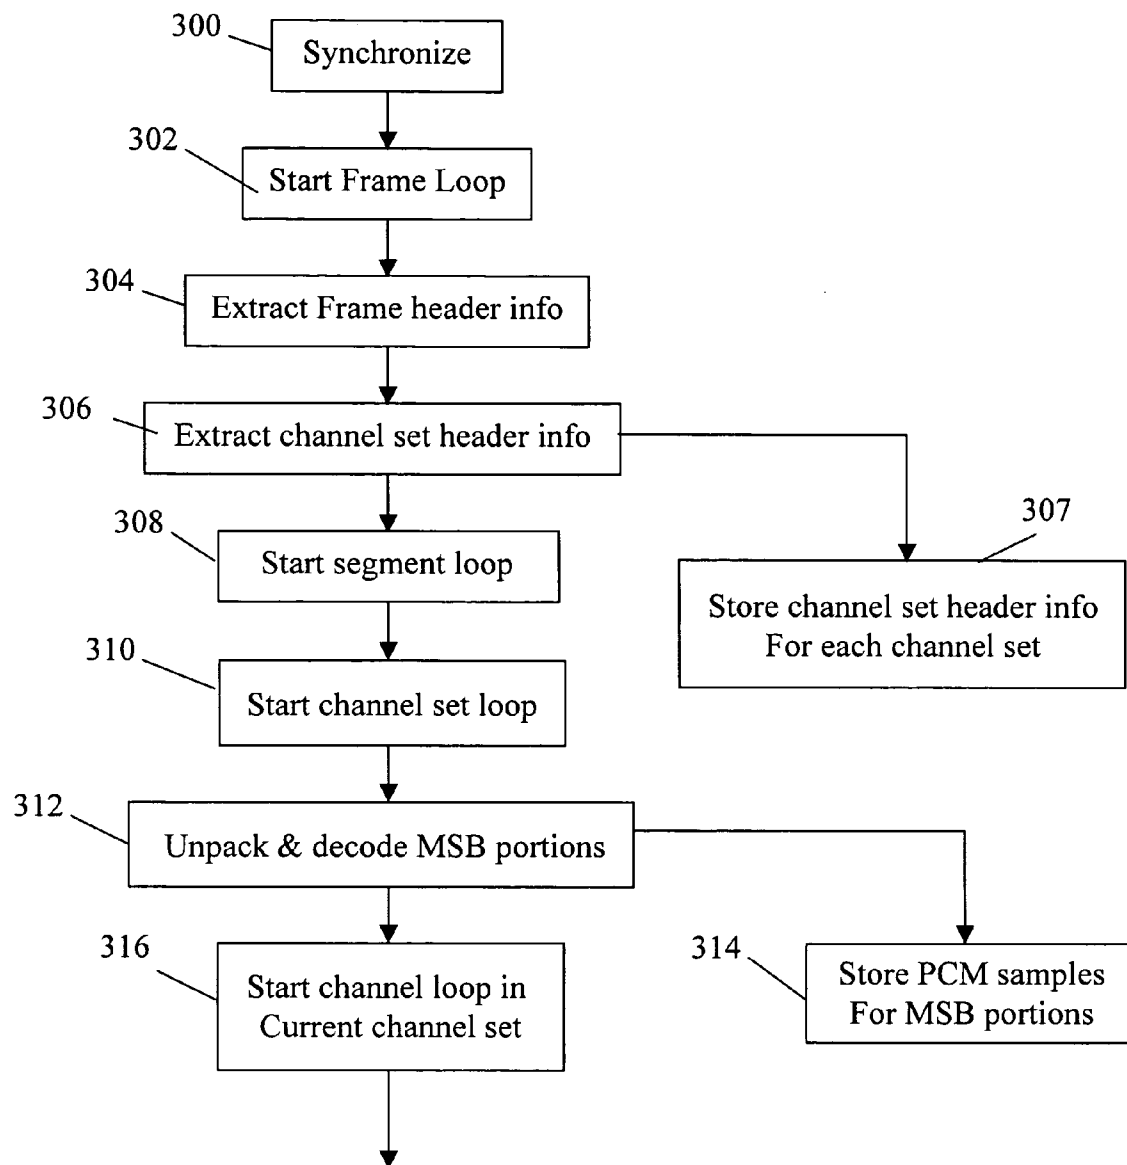 300
Synchronize
302
Start Frame Loop
304
Extract Frame header info
306
Extract channel set header info
308
Start segment loop
307
Store channel set header info
For each channel set
310
Start channel set loop
312
Unpack & decode MSB portions
316
Start channel loop in
Current channel set
314
Store PCM samples
For MSB portions